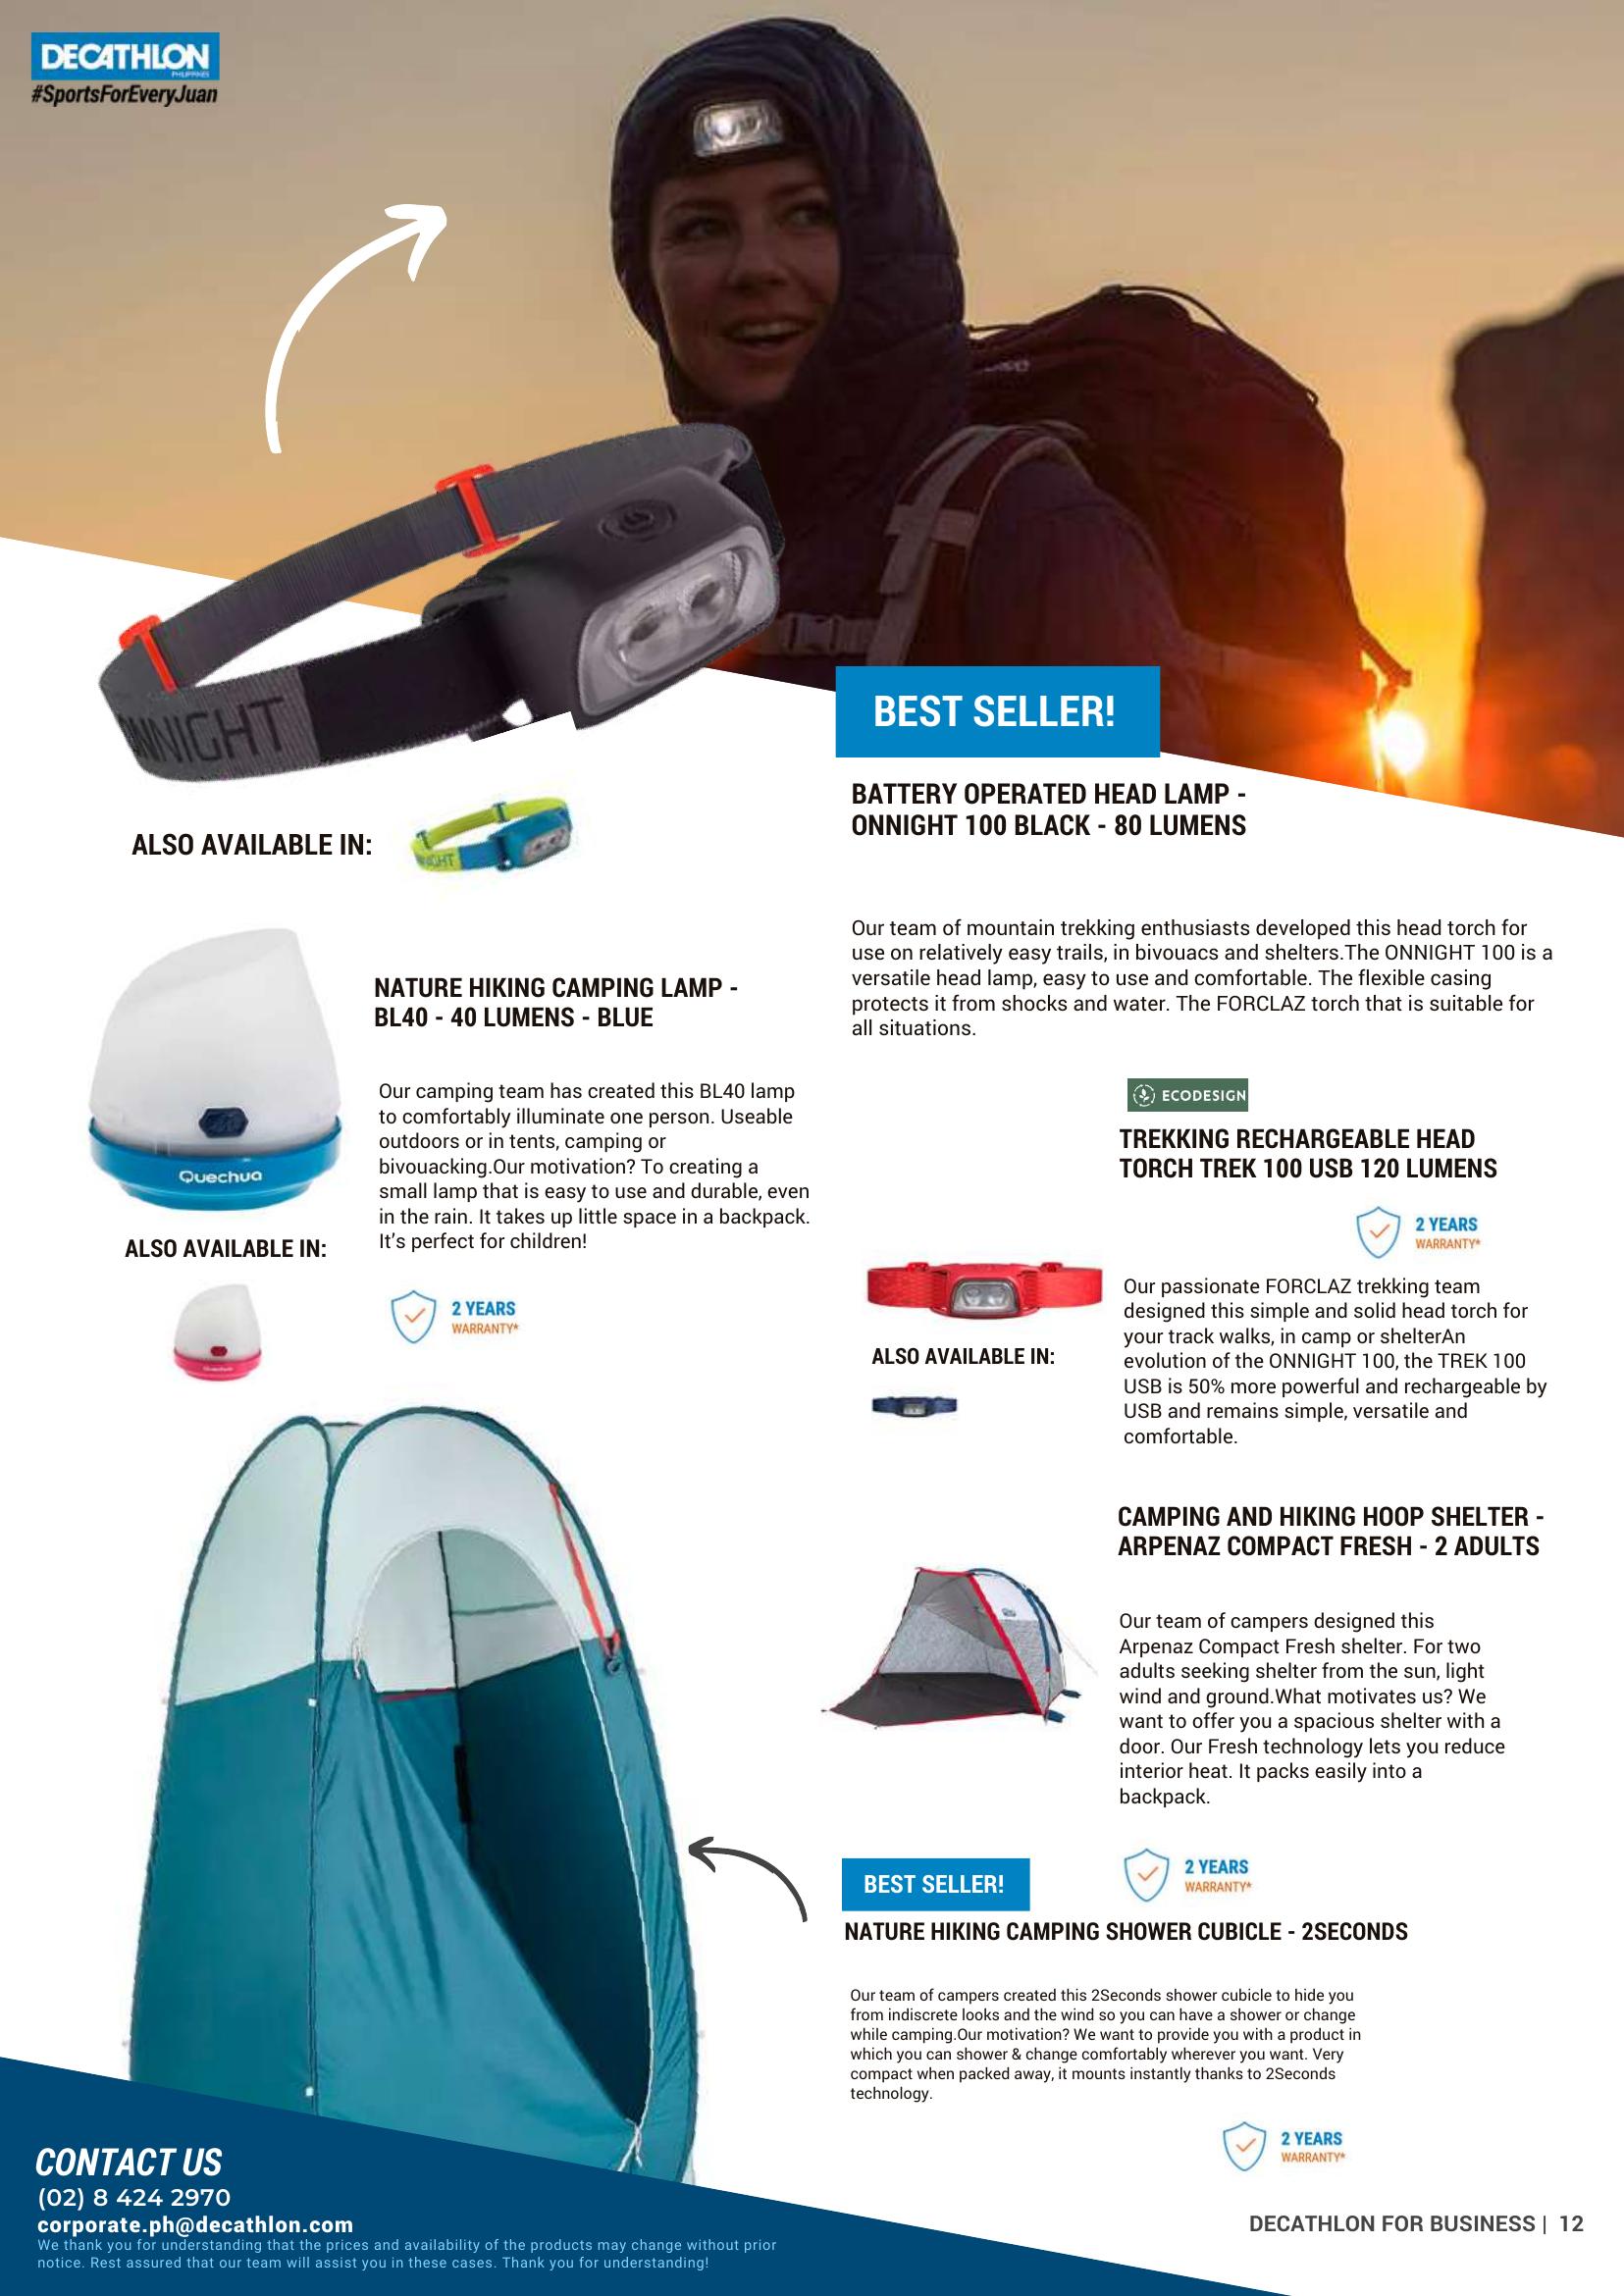 DECATHLON
PHILIPPINES
#SportsForEveryJuan
NNIGHT
BEST SELLER!
BATTERY OPERATED HEAD LAMP -
ONNIGHT 100 BLACK - 80 LUMENS
ALSO AVAILABLE IN:
Our team of mountain trekking enthusiasts developed this head torch for
use on relatively easy trails, in bivouacs and shelters.The ONNIGHT 100 is a
versatile head lamp, easy to use and comfortable. The flexible casing
protects it from shocks and water. The FORCLAZ torch that is suitable for
all situations.
NATURE HIKING CAMPING LAMP -
BL40 - 40 LUMENS - BLUE
Our camping team has created this BL40 lamp
to comfortably illuminate one person. Useable
outdoors or in tents, camping or
bivouacking.Our motivation? To creating a
small lamp that is easy to use and durable, even
in the rain. It takes up little space in a backpack.
It's perfect for children!
Quechua
ALSO AVAILABLE IN:
2 YEARS
WARRANTY*
ECODESIGN
TREKKING RECHARGEABLE HEAD
TORCH TREK 100 USB 120 LUMENS
2 YEARS
WARRANTY*
Our passionate FORCLAZ trekking team
designed this simple and solid head torch for
your track walks, in camp or shelterAn
evolution of the ONNIGHT 100, the TREK 100
USB is 50% more powerful and rechargeable by
USB and remains simple, versatile and
comfortable.
ALSO AVAILABLE IN:
CAMPING AND HIKING HOOP SHELTER -
ARPENAZ COMPACT FRESH - 2 ADULTS
Our team of campers designed this
Arpenaz Compact Fresh shelter. For two
adults seeking shelter from the sun, light
wind and ground.What motivates us? We
want to offer you a spacious shelter with a
door. Our Fresh technology lets you reduce
interior heat. It packs easily into a
backpack.
2 YEARS
WARRANTY*
BEST SELLER!
NATURE HIKING CAMPING SHOWER CUBICLE - 2SECONDS
Our team of campers created this 2Seconds shower cubicle to hide you
from indiscrete looks and the wind so you can have a shower or change
while camping.Our motivation? We want to provide you with a product in
which you can shower & change comfortably wherever you want. Very
compact when packed away, it mounts instantly thanks to 2Seconds
technology.
2 YEARS
WARRANTY*
CONTACT US
(02) 8 424 2970
corporate.ph@decathlon.com
We thank you for understanding that the prices and availability of the products may change without prior
notice. Rest assured that our team will assist you in these cases. Thank you for understanding!
DECATHLON FOR BUSINESS | 12